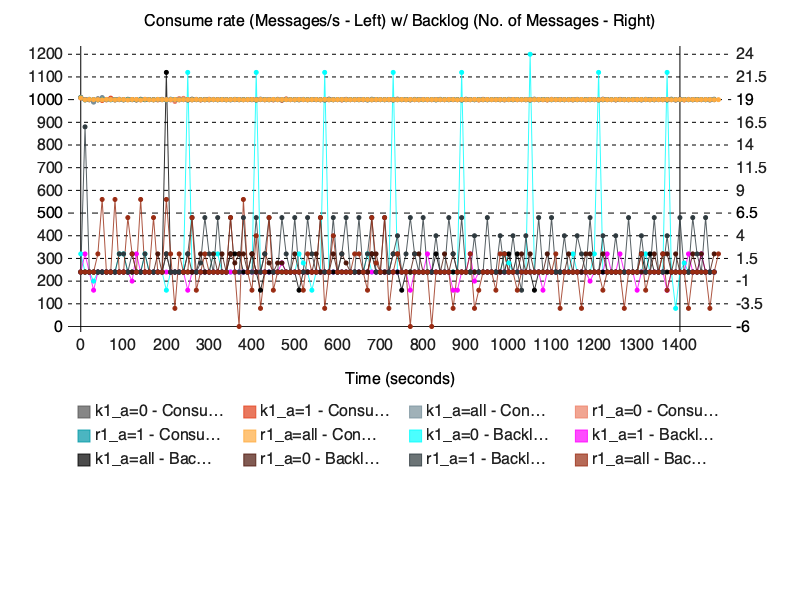 Consume rate (Messages/s - Left) w/ Backlog (No. of Messages - Right)
1200 24
1100 21.5
1000 19
900 16.5
800 14
700 11.5
600 9
500 6.5
400 4
300 1.5
200 -1
100 -3.5
0 -6
0 100 200 300 400 500 600 700 800 900 1000 1100 1200 1300 1400
Time (seconds)
k1_a=0 - Consu… k1_a=1 - Consu… k1_a=all - Con… r1_a=0 - Consu…
r1_a=1 - Consu… r1_a=all - Con… k1_a=0 - Backl… k1_a=1 - Backl…
k1_a=all - Bac… r1_a=0 - Backl… r1_a=1 - Backl… r1_a=all - Bac…